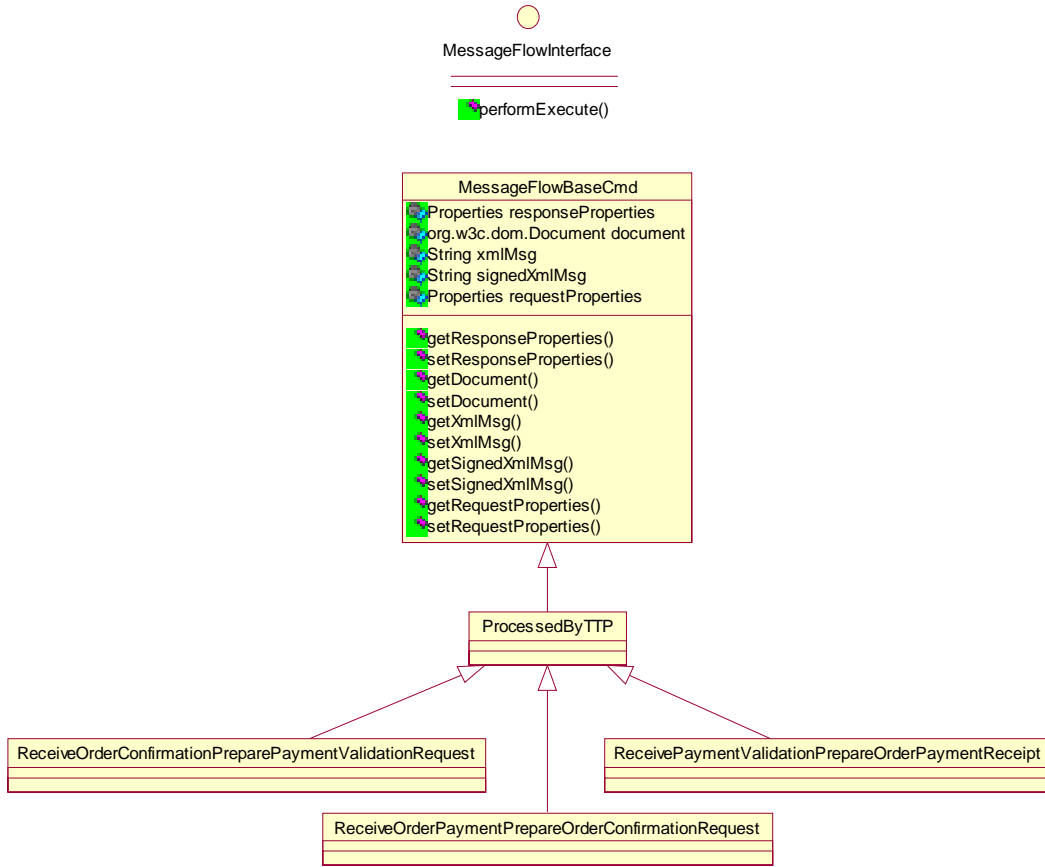 MessageFlowInterface
performExecute()
MessageFlowBaseCmd
Properties responseProperties
org.w3c.dom.Document document
String xmlMsg
String signedXmlMsg
Properties requestProperties
getResponseProperties()
setResponseProperties()
getDocument()
setDocument()
getXmlMsg()
setXmlMsg()
getSignedXmlMsg()
setSignedXmlMsg()
getRequestProperties()
setRequestProperties()
ProcessedByTTP
ReceiveOrderConfirmationPreparePaymentValidationRequest
ReceivePaymentValidationPrepareOrderPaymentReceipt
ReceiveOrderPaymentPrepareOrderConfirmationRequest